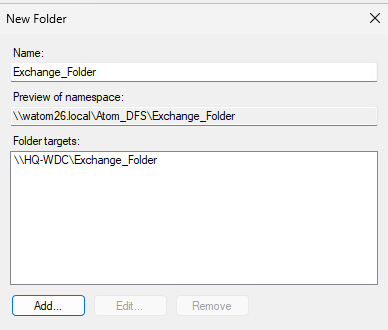 New Folder
Name:
Exchange_Folder
Preview of namespace:
\\watom26.local\Atom_DFS\Exchange_Folder
Folder targets:
\\HQ-WDC\Exchange_Folder
Add... Edit... Remove